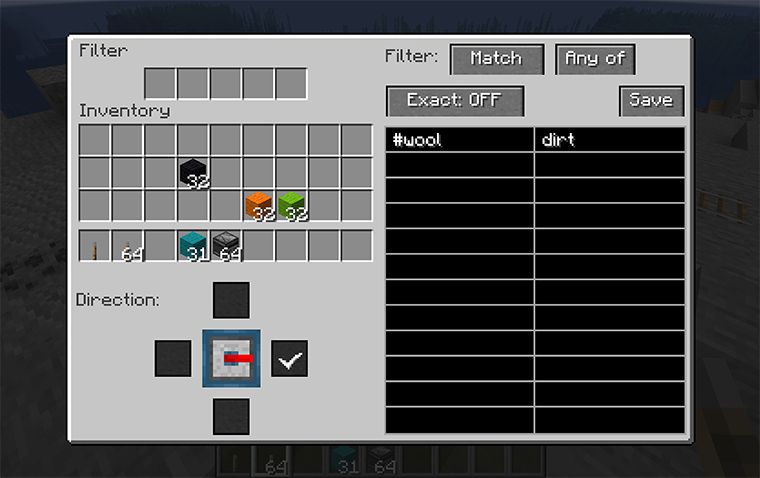 Filter
Filter: Match Any of
Exact: OFF Save
Inventory
#wool dirt
32
32 32
64 31 64
Direction:
64 31 64